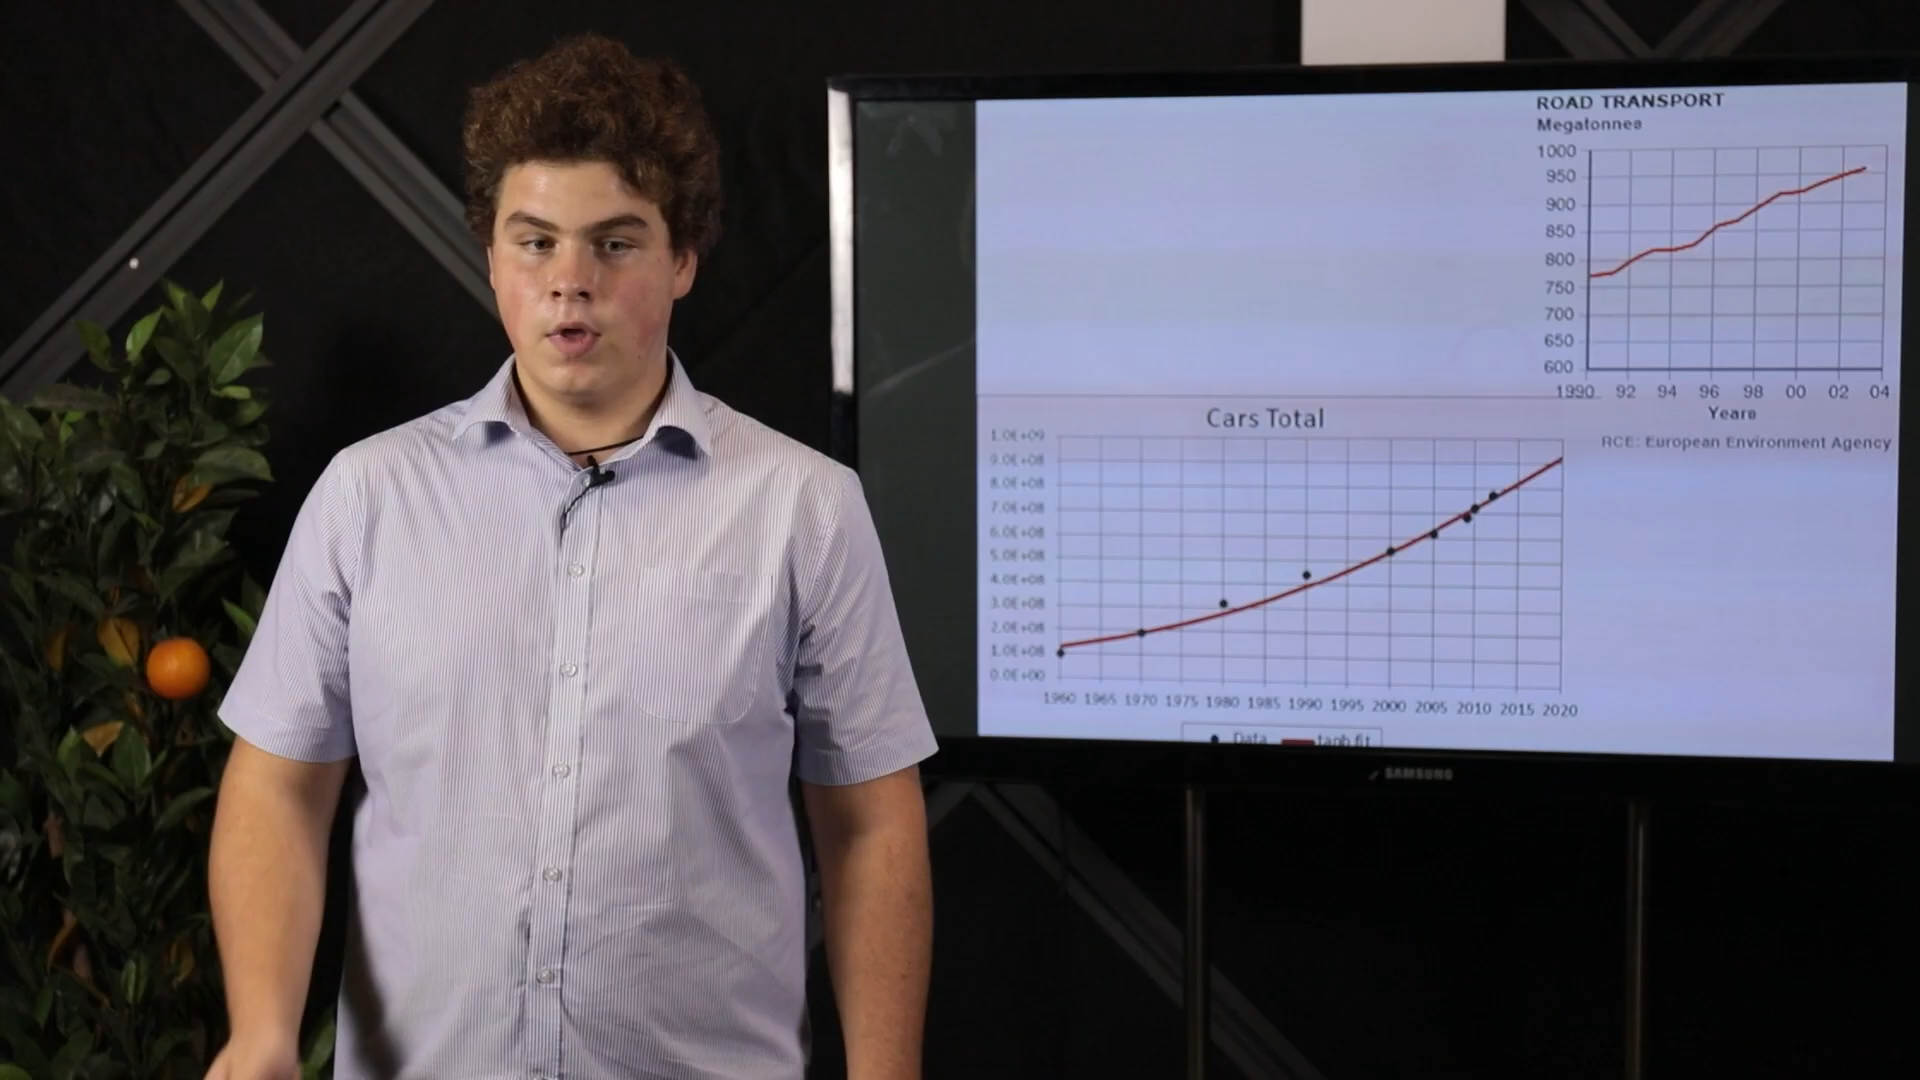 ROAD TRANSPORT
Megatonnes
1000
950
900
850
800
750
700
650
600
1990 92 94 96 98 00 02 04
Years
RCE: European Environment Agency
Cars Total
1.0E+09
9.0E+08
8.0E+08
7.0E+08
6.0E+08
5.0E+08
4.0E+08
3.0E+08
2.0E+08
1.0E+08
0.0E+00
1960 1965 1970 1975 1980 1985 1990 1995 2000 2005 2010 2015 2020
Data tanh fit
SAMSUNG